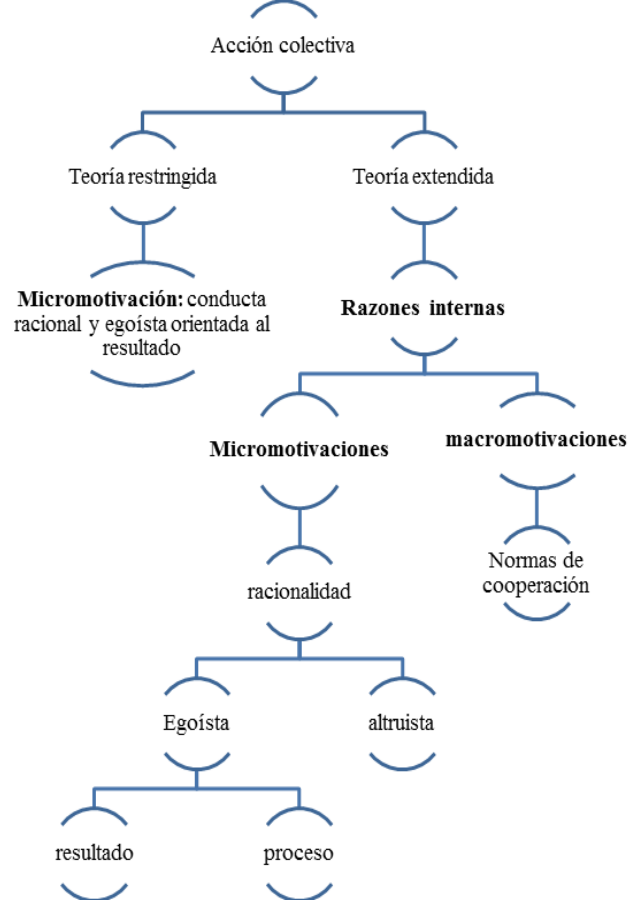 Acción colectiva
Teoría restringida
Teoría extendida
Micromotivación: conducta
racional y egoísta orientada al
resultado
Razones internas
Micromotivaciones
macromotivaciones
racionalidad
Normas de
cooperación
Egoísta
altruista
resultado
proceso